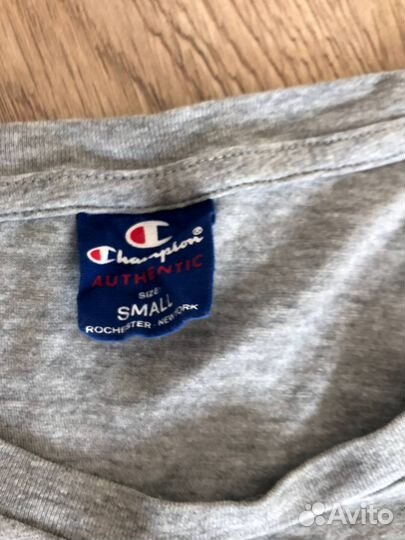 Champion®
AUTHENTIC
SIZE
SMALL
ROCHESTER · NEW YORK
Avito